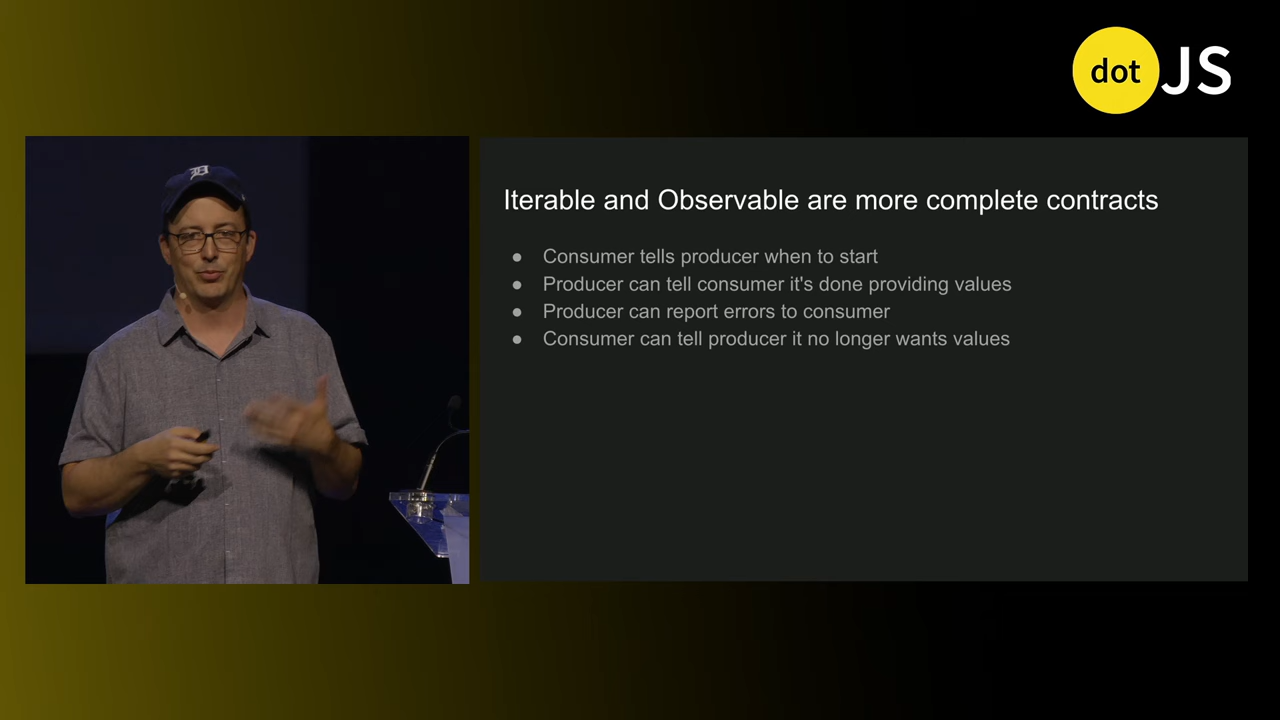 dot JS
D
Iterable and Observable are more complete contracts
● Consumer tells producer when to start
● Producer can tell consumer it's done providing values
● Producer can report errors to consumer
● Consumer can tell producer it no longer wants values